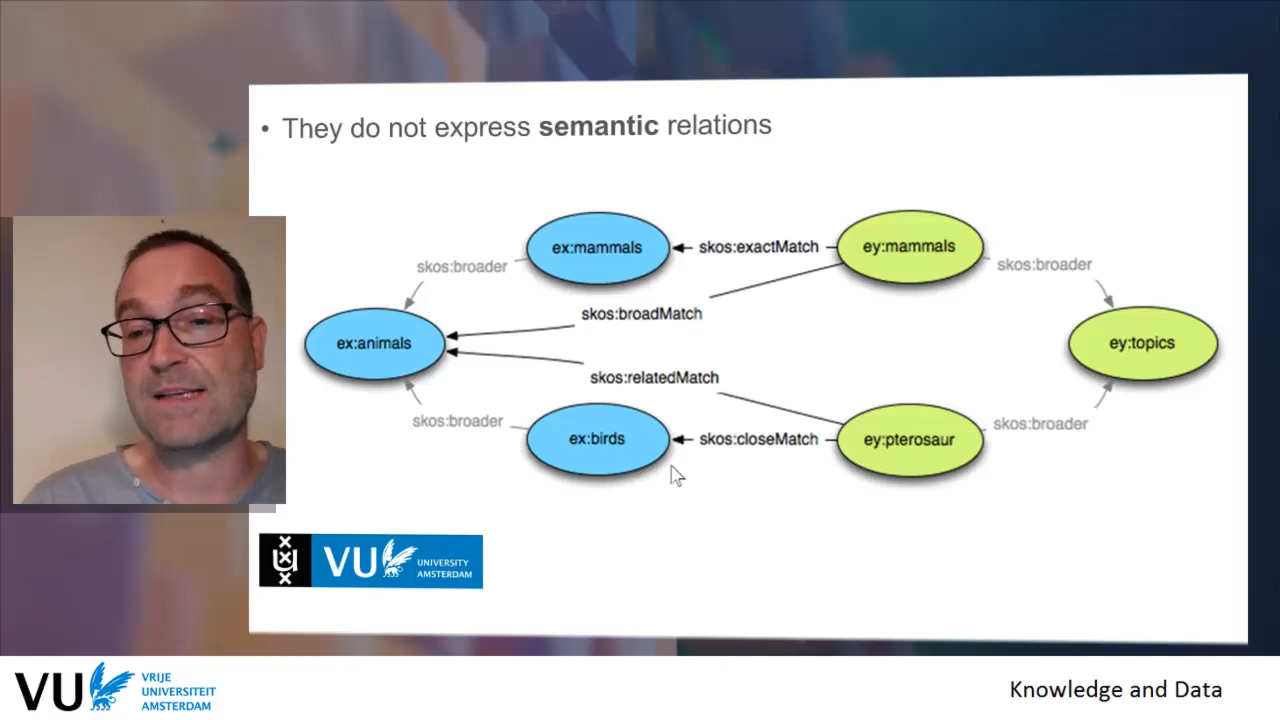 • They do not express semantic relations
ex:mammals
skos:exactMatch
ey:mammals
skos:broader
skos:broader
skos:broadMatch
ex:animals
ey:topics
skos:relatedMatch
skos:broader
skos:broader
ex:birds
skos:closeMatch
ey:pterosaur
VU UNIVERSITY
AMSTERDAM
VU VRIJE
UNIVERSITEIT
AMSTERDAM
Knowledge and Data